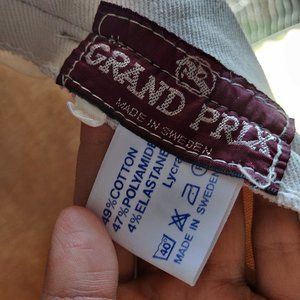 GRAND PRIX
MADE IN SWEDEN
49% COTTON
47% POLYAMIDE
4% ELASTANE
Lycra
40
MADE IN SWEDEN